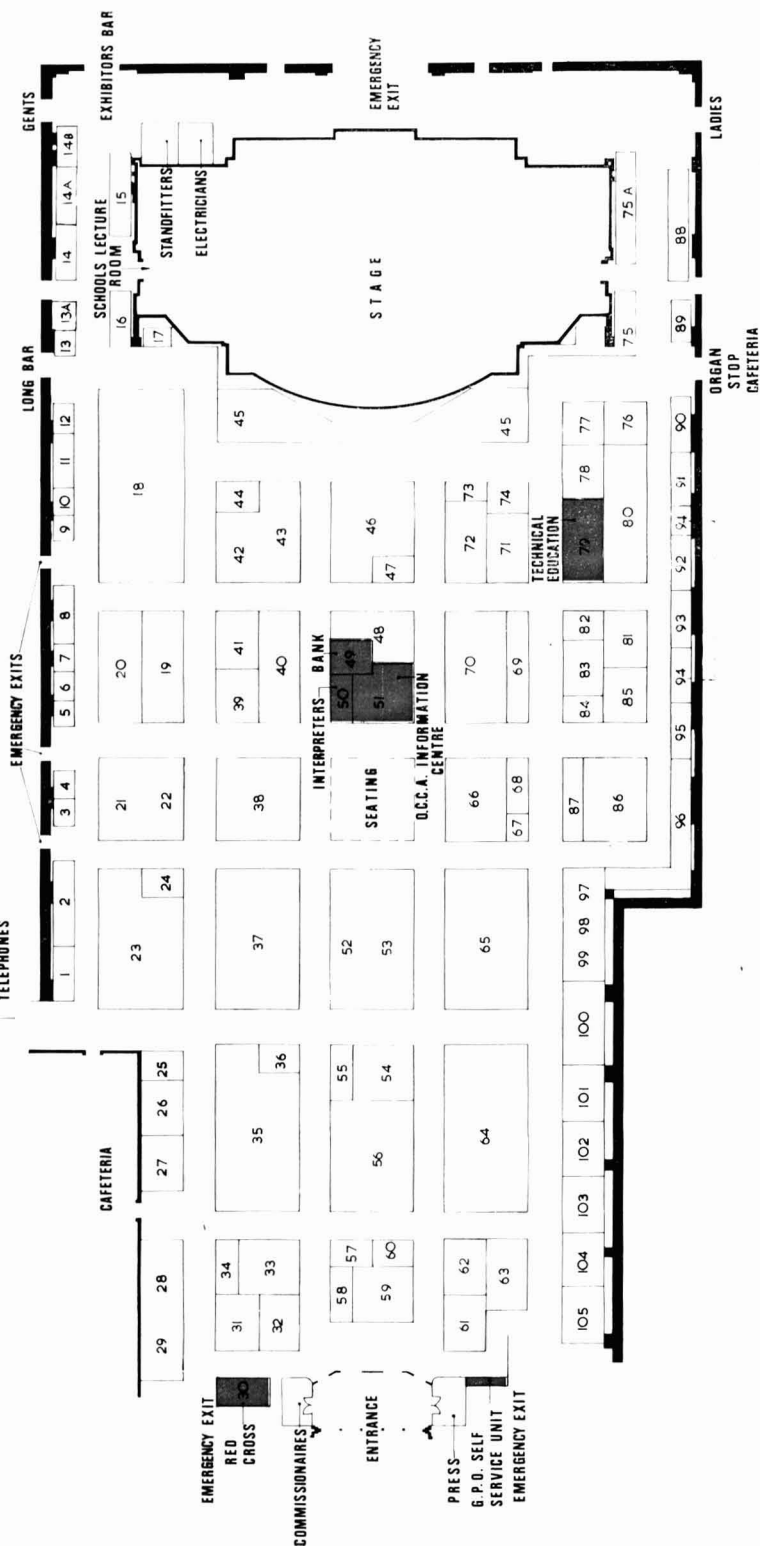 TELEPHONES
EMERGENCY EXITS
LONG BAR
GENTS
1 2 3 4 5 6 7 8 9 10 11 12 13 13A 14 14A 14B
CAFETERIA
SCHOOLS LECTURE
ROOM
EXHIBITORS BAR
23 21 20 18 16 15
29 28 27 26 25 24 22 19 17
STANDFITTERS
ELECTRICIANS
EMERGENCY EXIT
RED
CROSS
30
31 34 39 41 42 44 45
35 37 38
32 33 36 40 43
COMMISSIONAIRES
INTERPRETERS
BANK
58 57 55 52 50 49 48 46
ENTRANCE
SEATING
STAGE
EMERGENCY
EXIT
59 60 56 54 53 51 47
O.C.C.A. INFORMATION
CENTRE
PRESS
G.P.O. SELF
SERVICE UNIT
EMERGENCY EXIT
61 62 64 65 66 70 72 73 45
63 67 68 69 71 74
TECHNICAL
EDUCATION
105 104 103 102 101 100 99 98 97
87 84 83 82 79 78 77 75 75A
86 85 81 80 76
96 95 94 93 92 94 91 90 89 88
ORGAN
STOP
CAFETERIA
LADIES